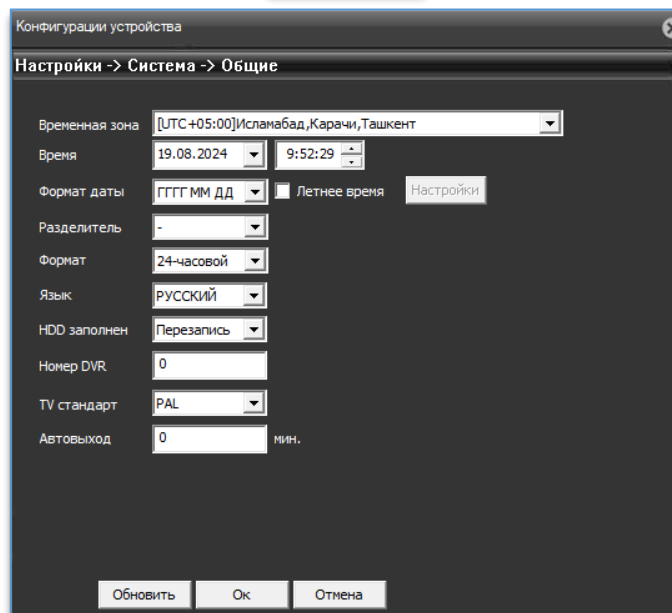 Конфигурации устройства
Настройки -> Система -> Общие
Временная зона [UTC+05:00]Исламабад,Карачи,Ташкент
Время 19.08.2024 9:52:29
Формат даты ГГГГ ММ ДД Летнее время Настройки
Разделитель -
Формат 24-часовой
Язык РУССКИЙ
HDD заполнен Перезапись
Номер DVR 0
TV стандарт PAL
Автовыход 0 мин.
Обновить Ок Отмена